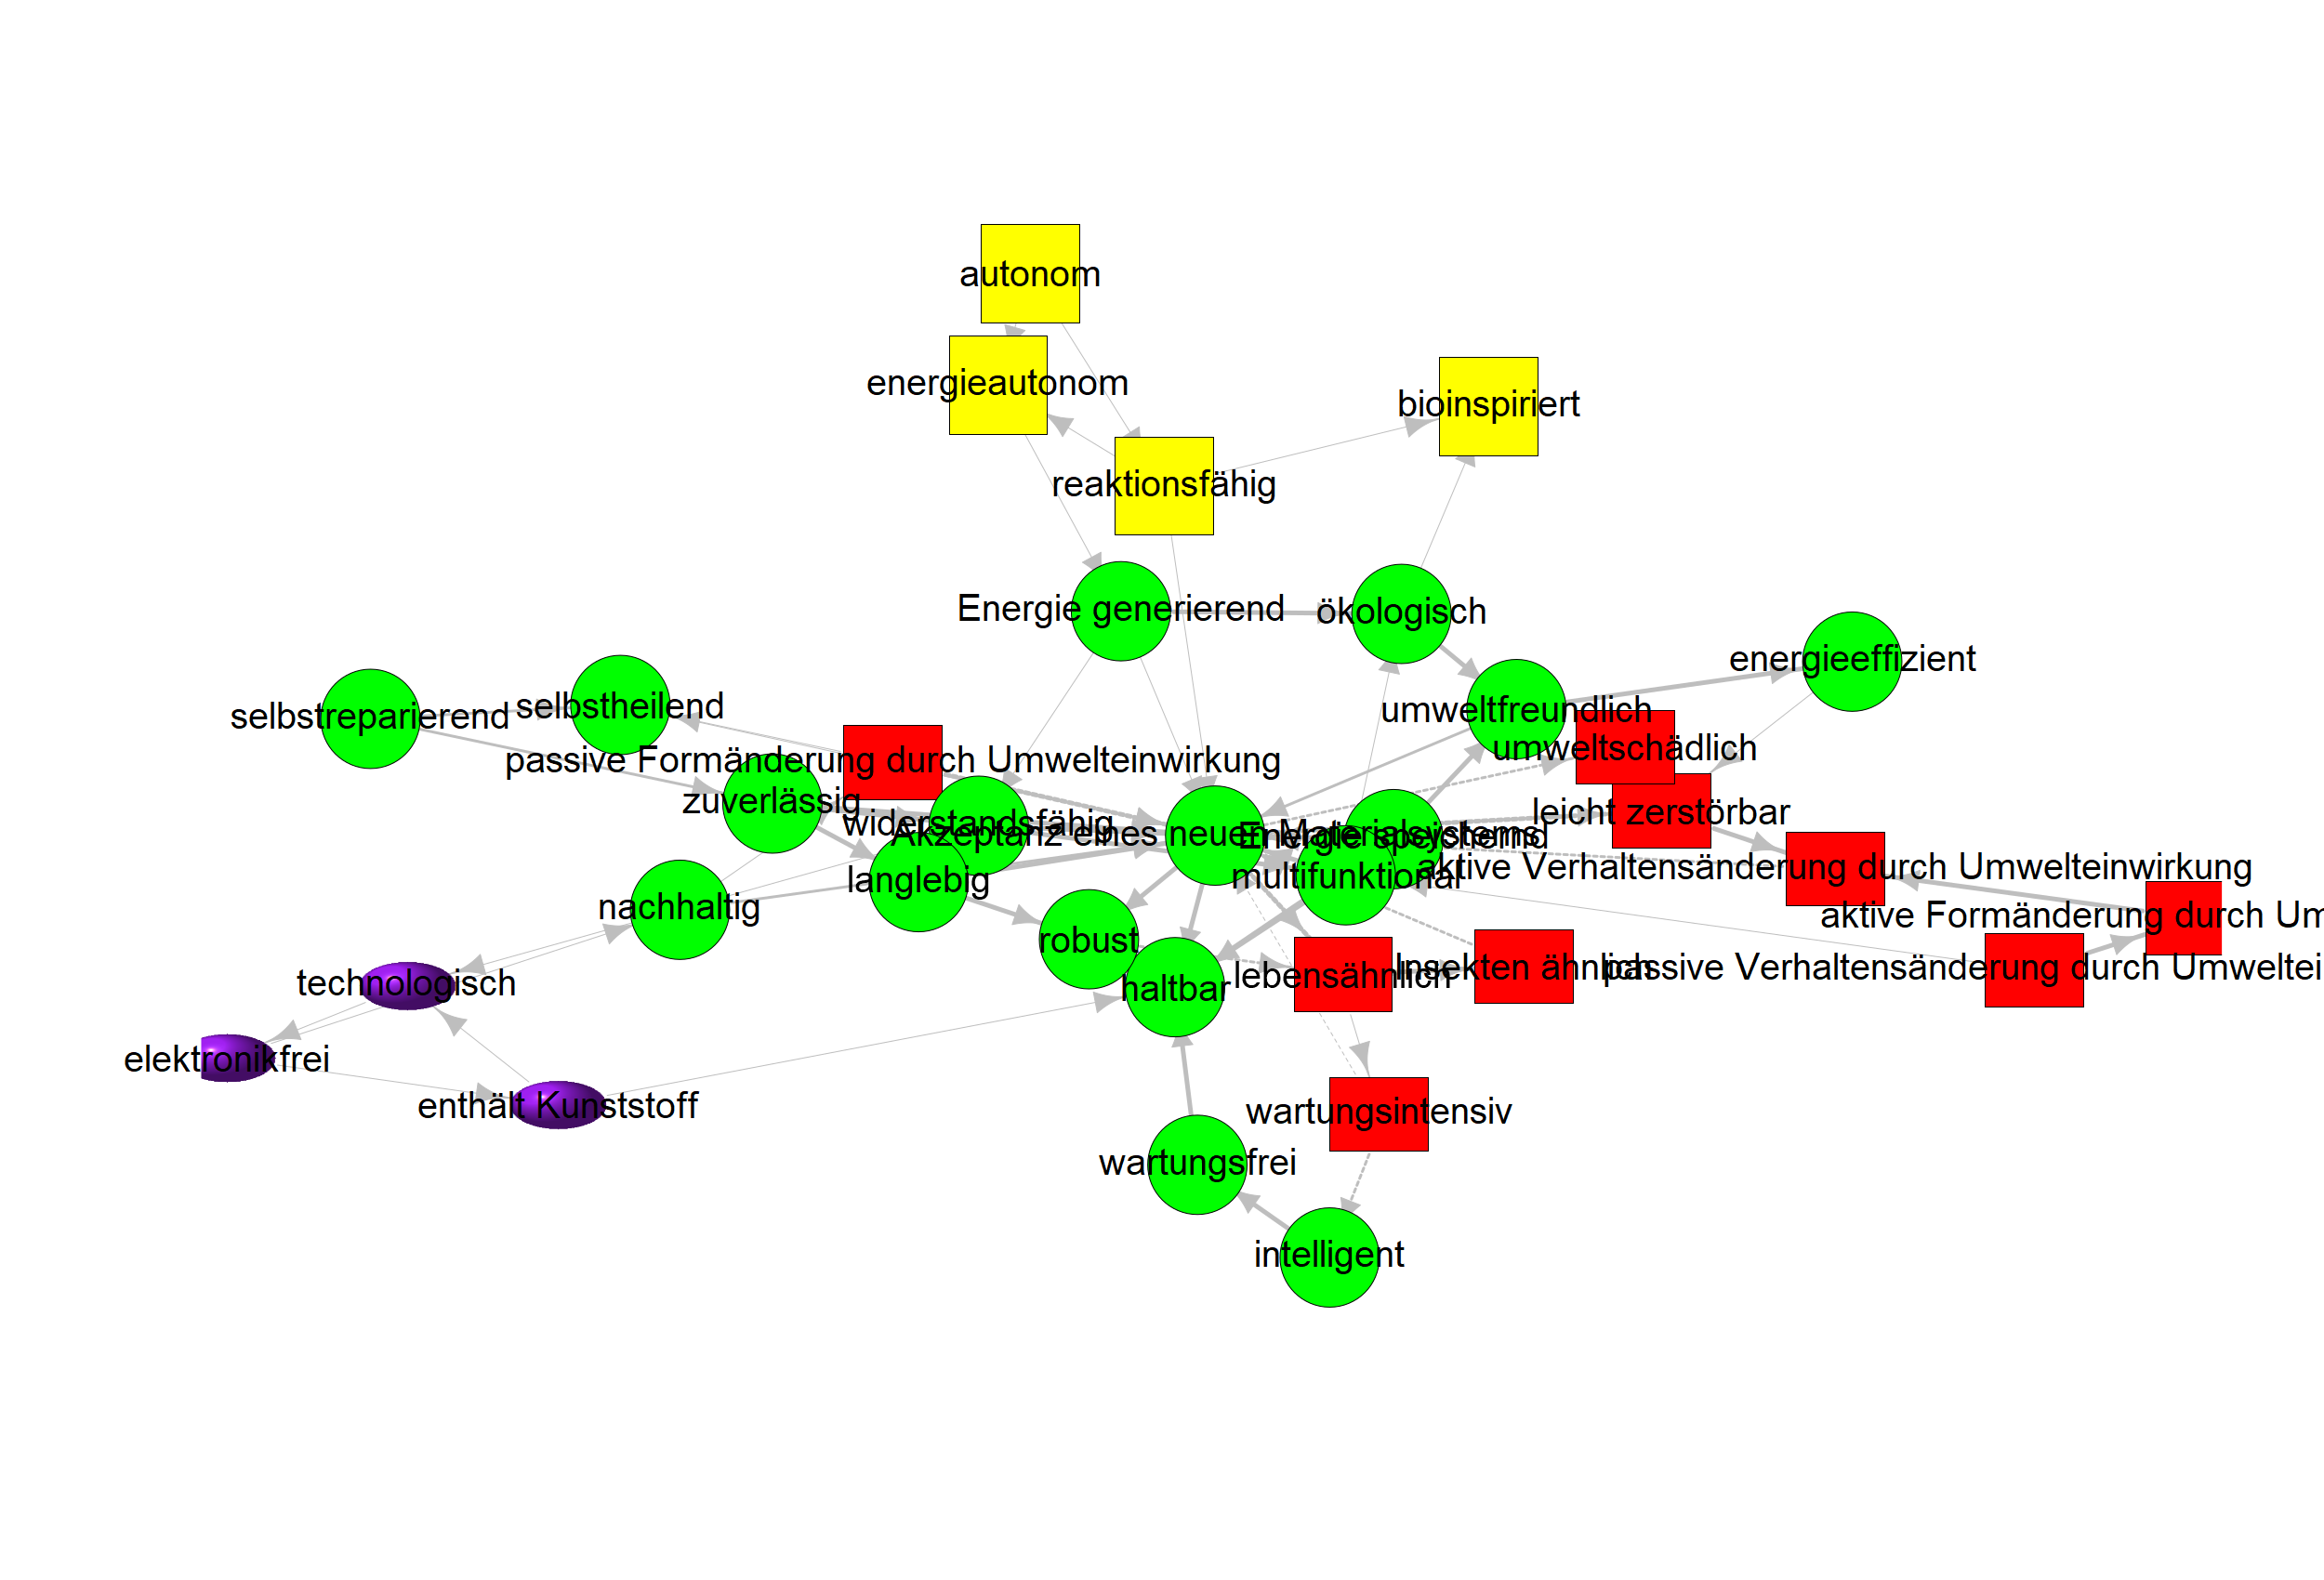 autonom
energieautonom
bioinspiriert
reaktionsfähig
Energie generierend
ökologisch
energieeffizient
selbstreparierend
selbstheilend
umweltfreundlich
umweltschädlich
passive Formänderung durch Umwelteinwirkung
zuverlässig
widerstandsfähig
leicht zerstörbar
Akzeptanz eines neuen Materialsystems
Energie speichernd
aktive Verhaltensänderung durch Umwelteinwirkung
multifunktional
langlebig
nachhaltig
aktive Formänderung durch Um
robust
lebensähnlich
Insekten ähnlich
passive Verhaltensänderung durch Umweltei
technologisch
haltbar
elektronikfrei
enthält Kunststoff
wartungsintensiv
wartungsfrei
intelligent